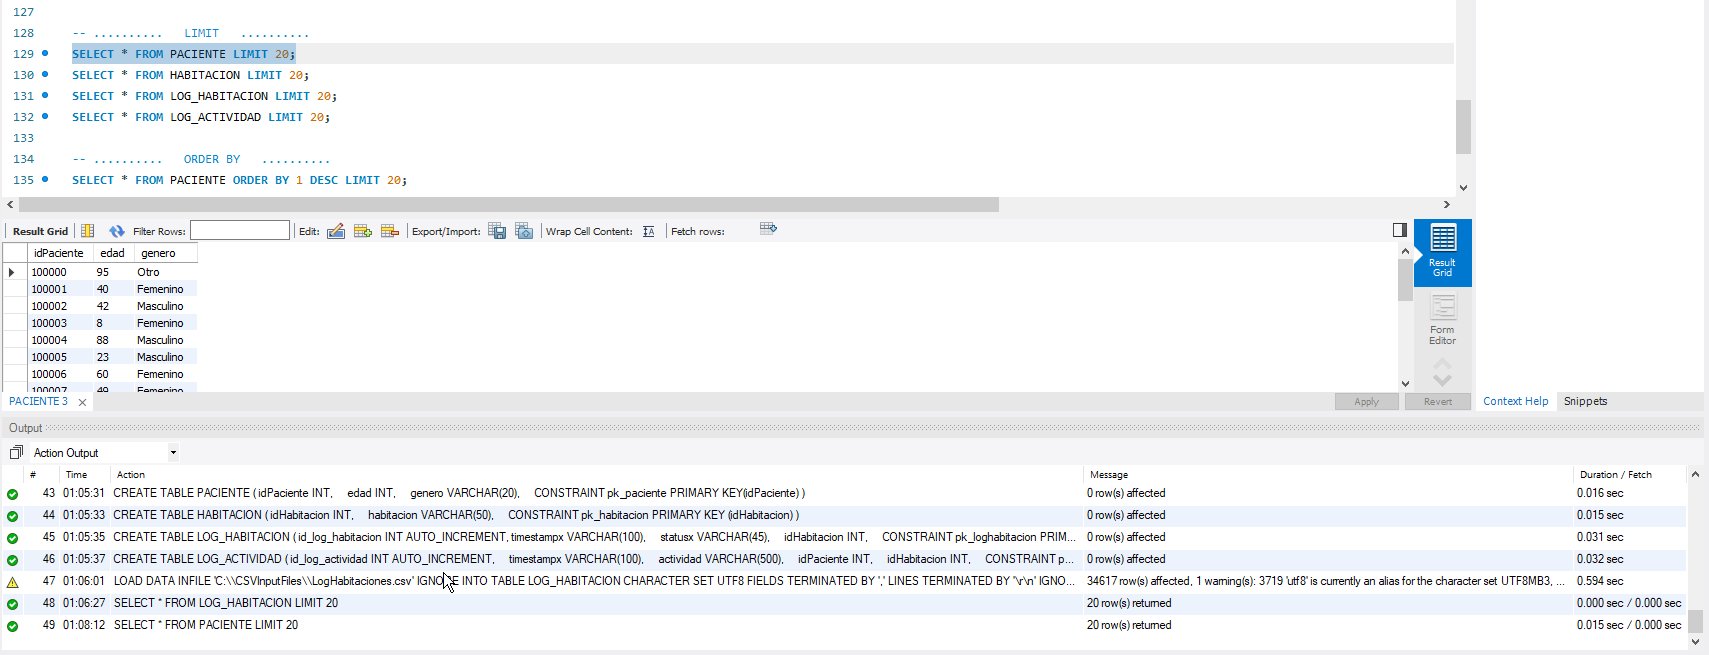 127
128 -- .......... LIMIT ..........
129 SELECT * FROM PACIENTE LIMIT 20;
130 SELECT * FROM HABITACION LIMIT 20;
131 SELECT * FROM LOG_HABITACION LIMIT 20;
132 SELECT * FROM LOG_ACTIVIDAD LIMIT 20;
133
134 -- .......... ORDER BY ..........
135 SELECT * FROM PACIENTE ORDER BY 1 DESC LIMIT 20;
Result Grid Filter Rows: Edit: Export/Import: Wrap Cell Content: IA Fetch rows:
idPaciente edad genero
100000 95 Otro
100001 40 Femenino
100002 42 Masculino
100003 8 Femenino
100004 88 Masculino
100005 23 Masculino
100006 60 Femenino
100007 49 Femenino
Result
Grid
Form
Editor
PACIENTE 3 Apply Revert Context Help Snippets
Output
Action Output
# Time Action Message Duration / Fetch
43 01:05:31 CREATE TABLE PACIENTE ( idPaciente INT, edad INT, genero VARCHAR(20), CONSTRAINT pk_paciente PRIMARY KEY(idPaciente) ) 0 row(s) affected 0.016 sec
44 01:05:33 CREATE TABLE HABITACION ( idHabitacion INT, habitacion VARCHAR(50), CONSTRAINT pk_habitacion PRIMARY KEY (idHabitacion) ) 0 row(s) affected 0.015 sec
45 01:05:35 CREATE TABLE LOG_HABITACION ( id_log_habitacion INT AUTO_INCREMENT, timestampx VARCHAR(100), statusx VARCHAR(45), idHabitacion INT, CONSTRAINT pk_loghabitacion PRIM... 0 row(s) affected 0.031 sec
46 01:05:37 CREATE TABLE LOG_ACTIVIDAD ( id_log_actividad INT AUTO_INCREMENT, timestampx VARCHAR(100), actividad VARCHAR(500), idPaciente INT, idHabitacion INT, CONSTRAINT p... 0 row(s) affected 0.032 sec
47 01:06:01 LOAD DATA INFILE 'C:\\CSVInputFiles\\LogHabitaciones.csv' IGNORE INTO TABLE LOG_HABITACION CHARACTER SET UTF8 FIELDS TERMINATED BY ',' LINES TERMINATED BY '\r\n' IGNO... 34617 row(s) affected, 1 warning(s): 3719 'utf8' is currently an alias for the character set UTF8MB3, ... 0.594 sec
48 01:06:27 SELECT * FROM LOG_HABITACION LIMIT 20 20 row(s) returned 0.000 sec / 0.000 sec
49 01:08:12 SELECT * FROM PACIENTE LIMIT 20 20 row(s) returned 0.015 sec / 0.000 sec